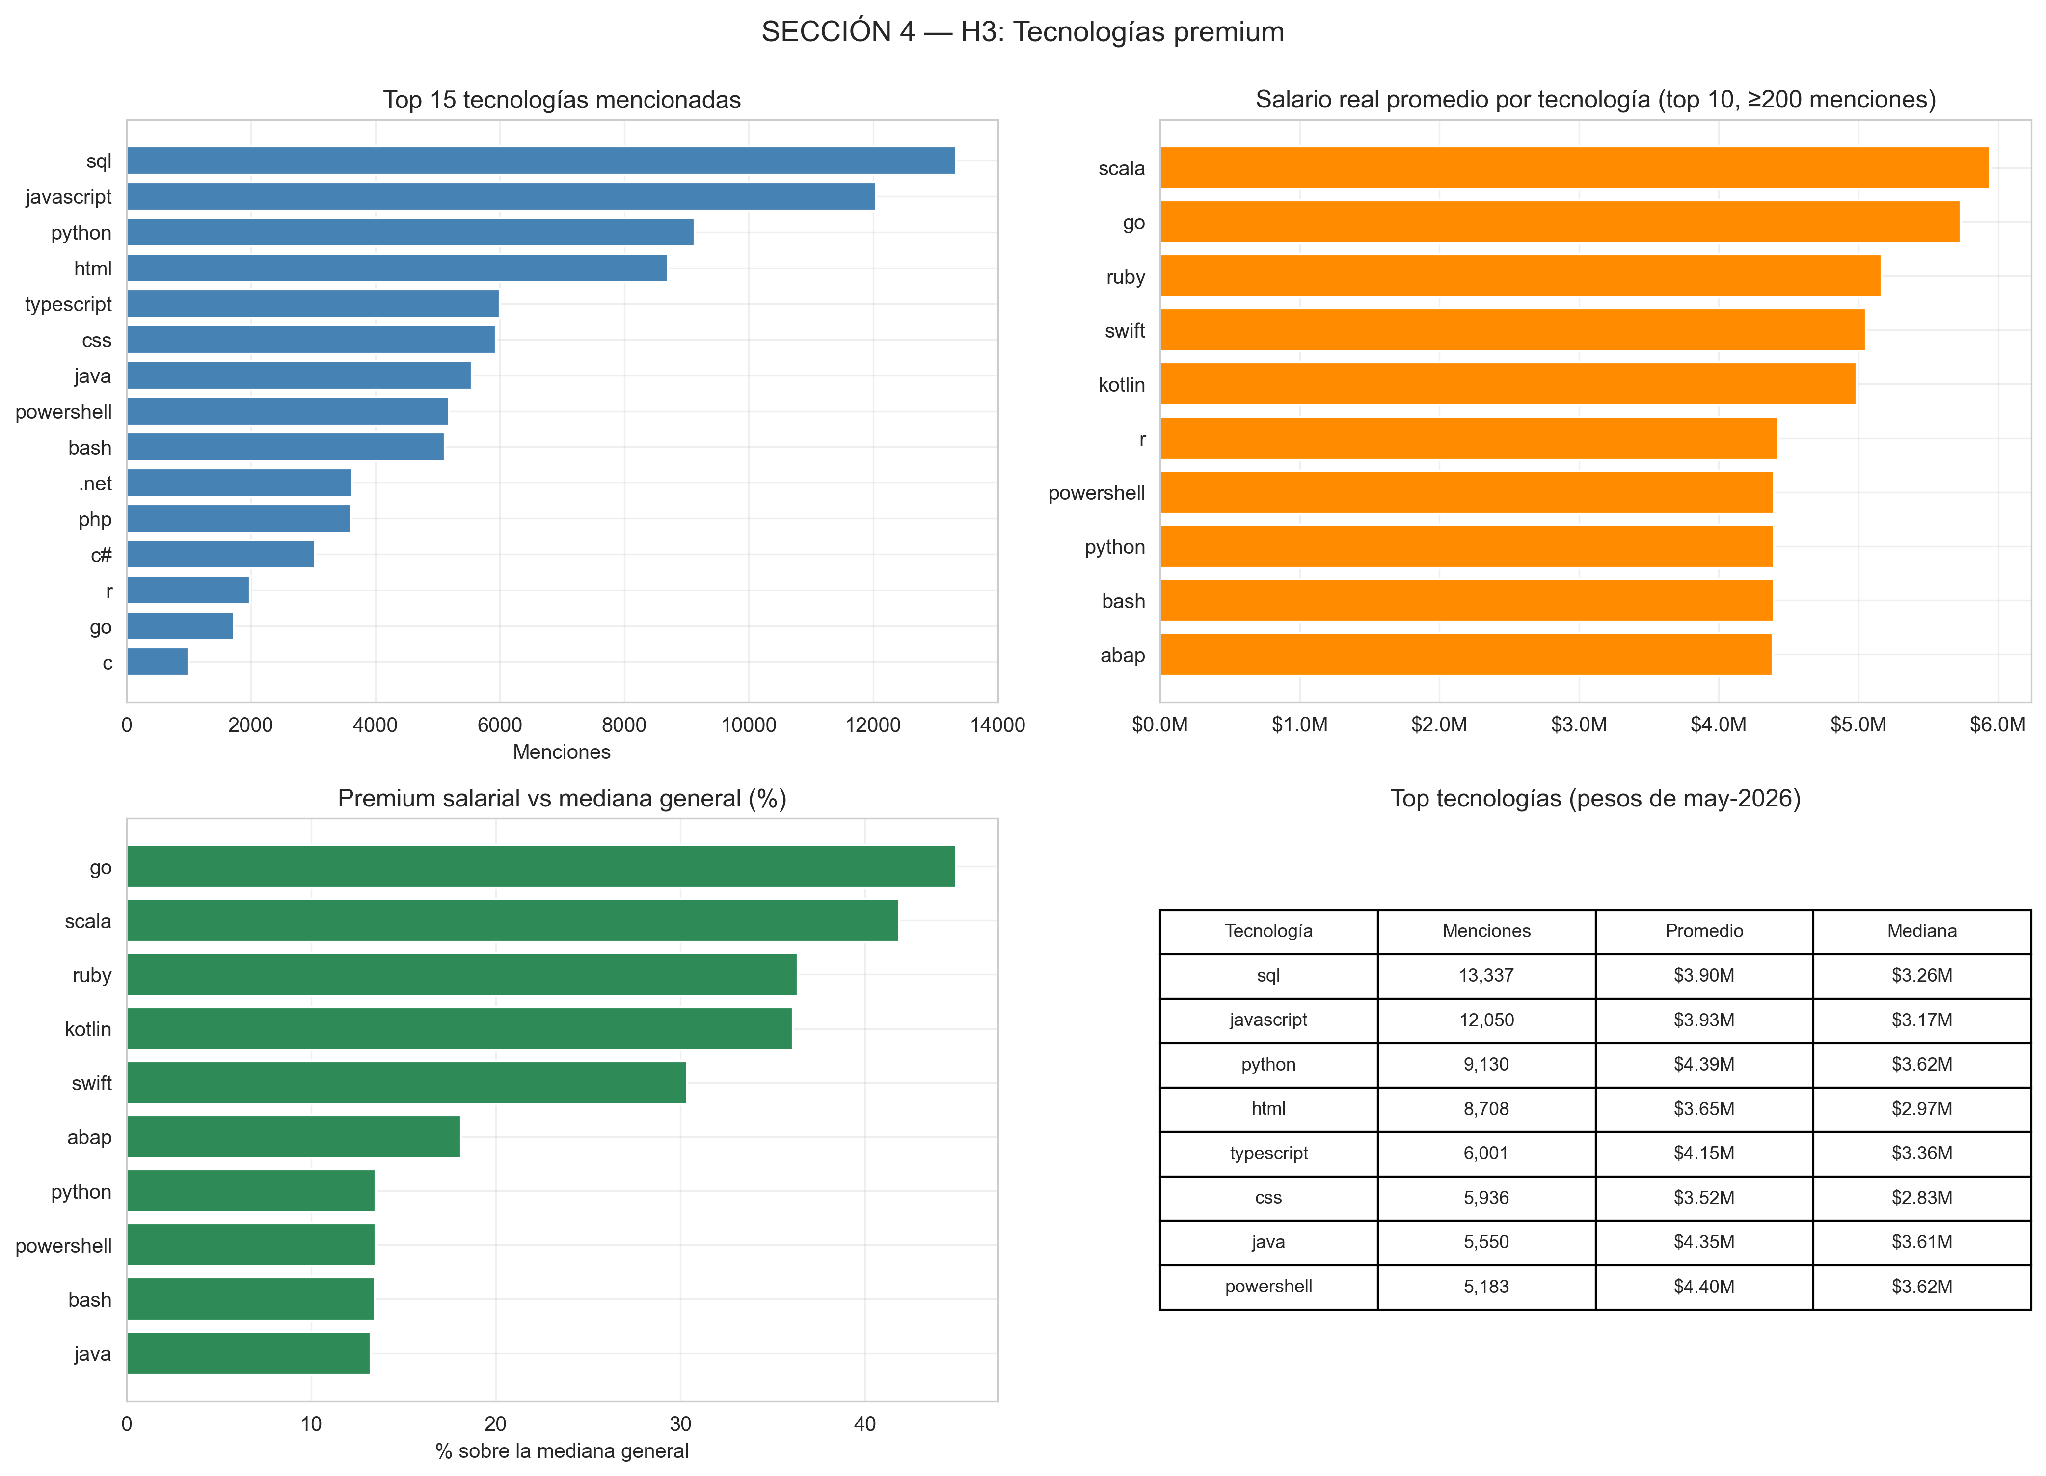 SECCIÓN 4 — H3: Tecnologías premium
Top 15 tecnologías mencionadas
sql
javascript
python
html
typescript
css
java
powershell
bash
.net
php
c#
r
go
c
0 2000 4000 6000 8000 10000 12000 14000
Menciones
Salario real promedio por tecnología (top 10, ≥200 menciones)
scala
go
ruby
swift
kotlin
r
powershell
python
bash
abap
$0.0M $1.0M $2.0M $3.0M $4.0M $5.0M $6.0M
Premium salarial vs mediana general (%)
go
scala
ruby
kotlin
swift
abap
python
powershell
bash
java
0 10 20 30 40
% sobre la mediana general
Top tecnologías (pesos de may-2026)
Tecnología Menciones Promedio Mediana
sql 13,337 $3.90M $3.26M
javascript 12,050 $3.93M $3.17M
python 9,130 $4.39M $3.62M
html 8,708 $3.65M $2.97M
typescript 6,001 $4.15M $3.36M
css 5,936 $3.52M $2.83M
java 5,550 $4.35M $3.61M
powershell 5,183 $4.40M $3.62M